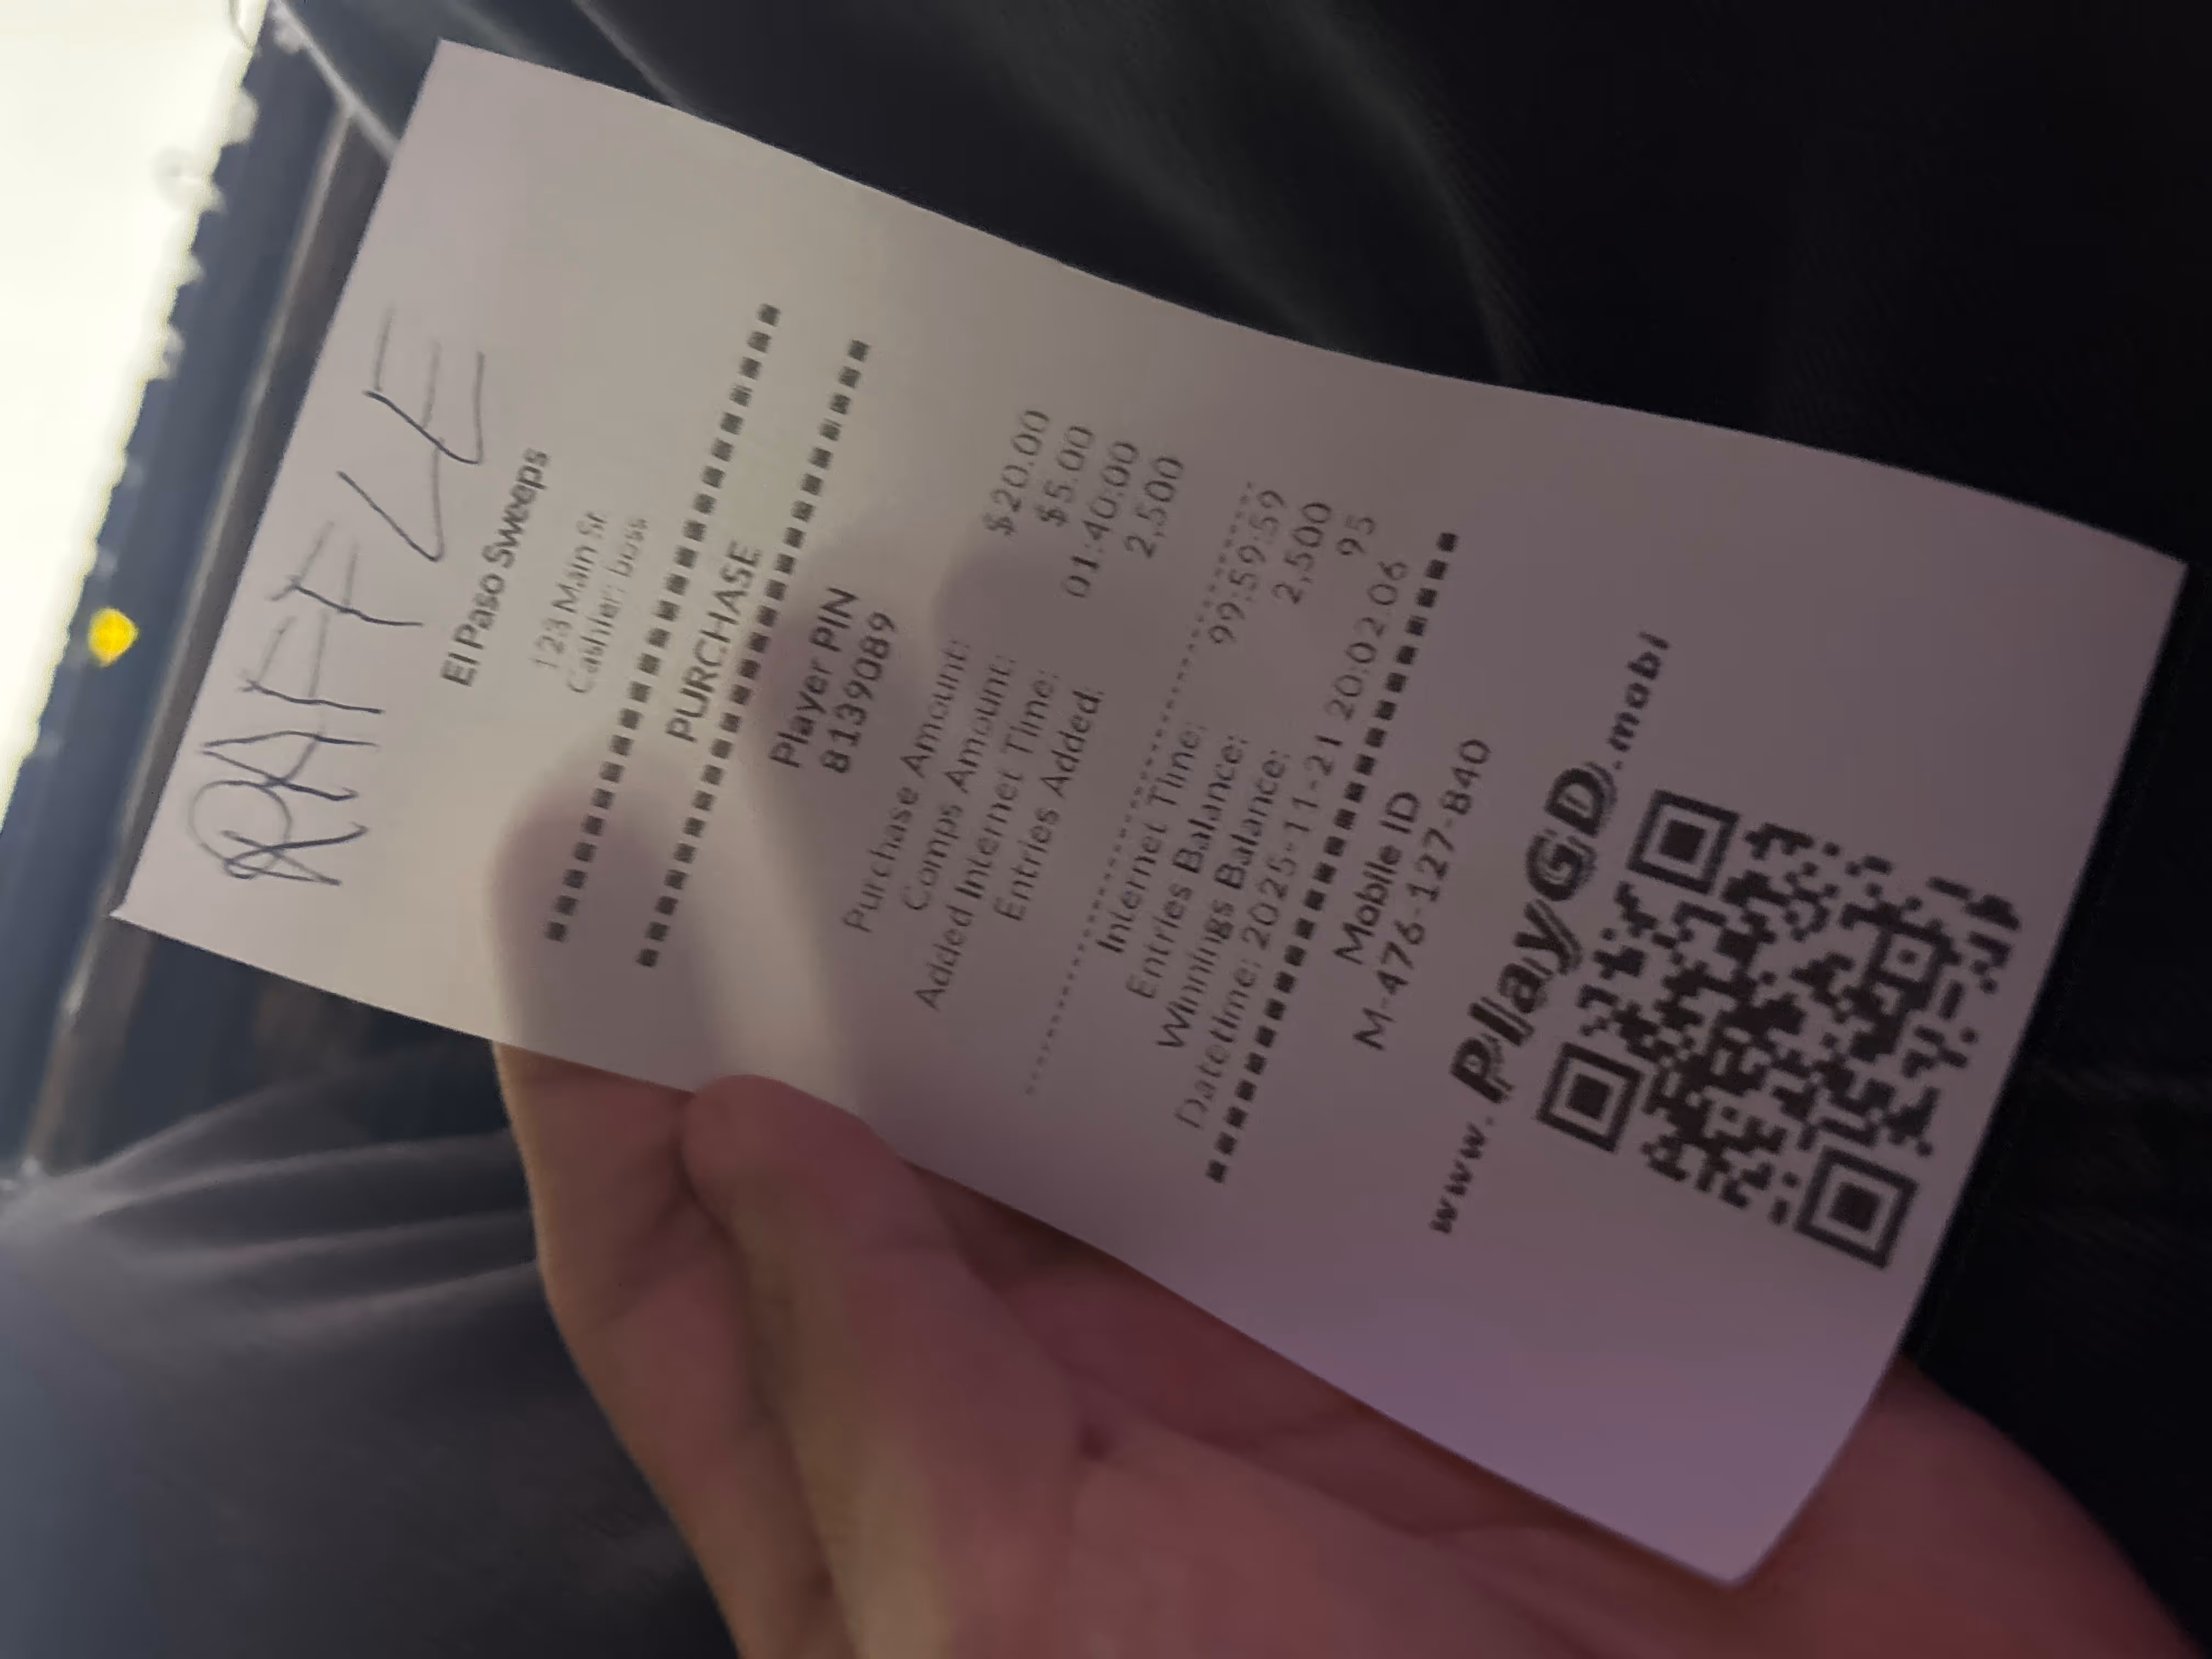 RAFFLE
El Paso Sweeps
123 Main St.
Cashier: boss
PURCHASE
Player PIN
8139089
Purchase Amount: $20.00
Comps Amount: $5.00
Added Internet Time: 01:40:00
Entries Added: 2,500
Internet Time: 99:59:59
Entries Balance: 2,500
Winnings Balance: 95
Datetime: 2025-11-21 20:02:06
Mobile ID
M-476-127-840
www.PlayGD.mobi